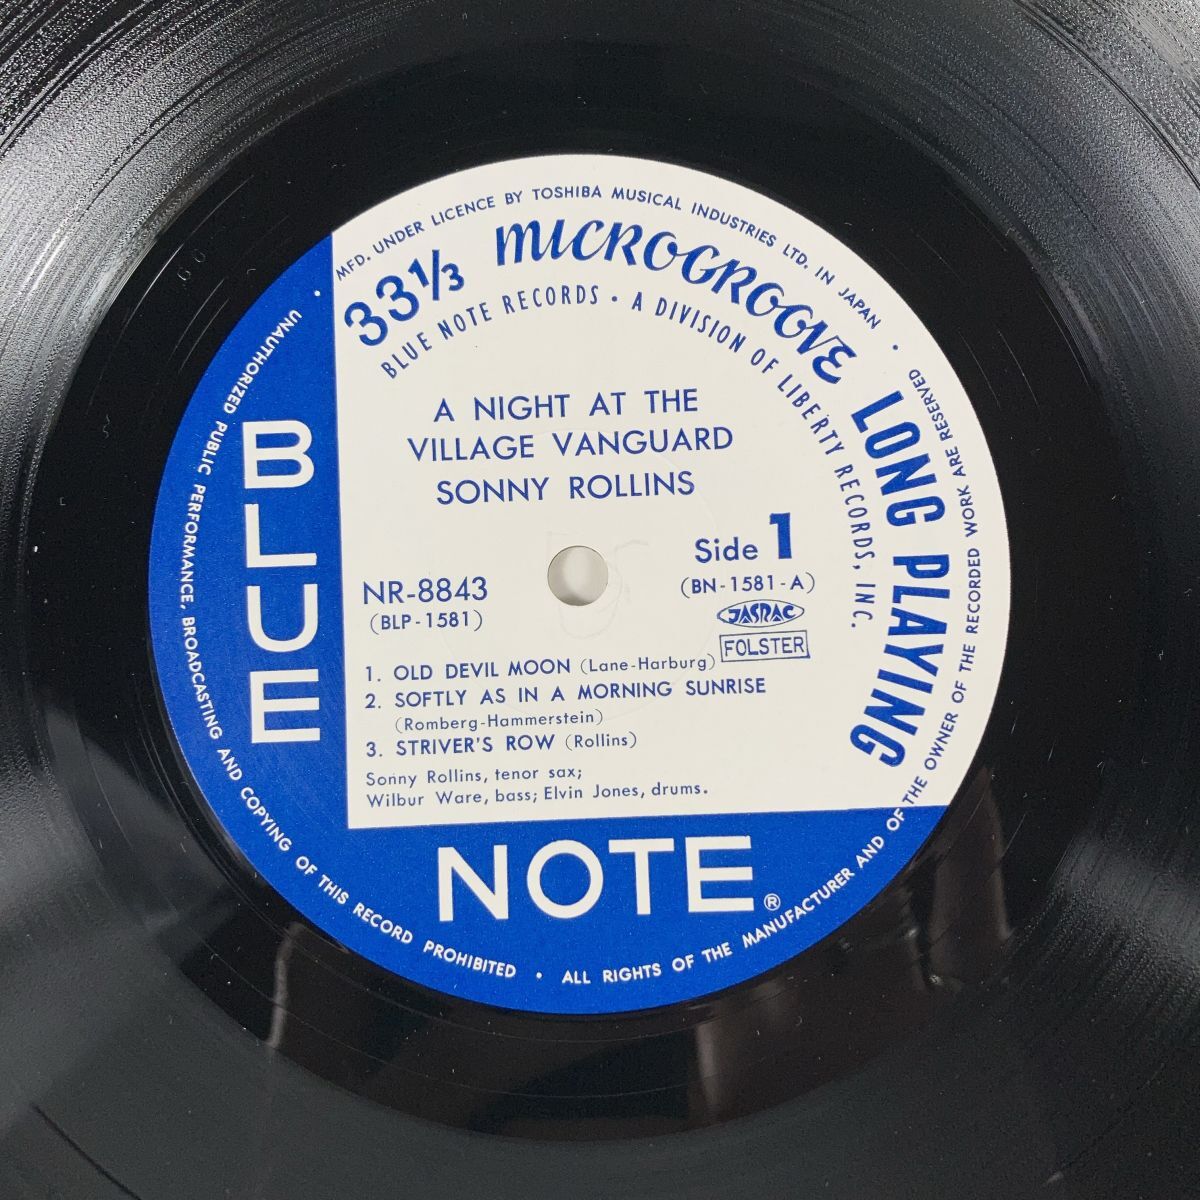 MFD. UNDER LICENCE BY TOSHIBA MUSICAL INDUSTRIES LTD. IN JAPAN •
33⅓ MICROGROOVE LONG PLAYING
BLUE NOTE RECORDS • A DIVISION OF LIBERTY RECORDS, INC.
A NIGHT AT THE
VILLAGE VANGUARD
SONNY ROLLINS
Side 1
(BN-1581-A)
NR-8843
(BLP-1581)
JASRAC
FOLSTER
1. OLD DEVIL MOON (Lane-Harburg)
2. SOFTLY AS IN A MORNING SUNRISE
(Romberg-Hammerstein)
3. STRIVER'S ROW (Rollins)
Sonny Rollins, tenor sax;
Wilbur Ware, bass; Elvin Jones, drums.
BLUE
NOTE®
• UNAUTHORIZED PUBLIC PERFORMANCE, BROADCASTING AND COPYING OF THIS RECORD PROHIBITED • ALL RIGHTS OF THE MANUFACTURER AND OF THE OWNER OF THE RECORDED WORK ARE RESERVED